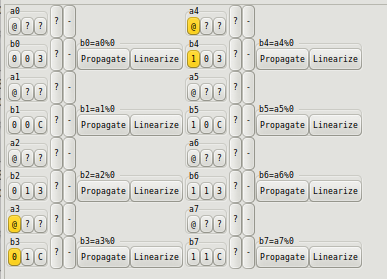 a0 a4
@ ? ? ? - @ ? ? ? -
b0 b0=a0%0 b4 b4=a4%0
0 0 3 ? - Propagate Linearize 1 0 3 ? - Propagate Linearize
a1 a5
@ ? ? ? - @ ? ? ? -
b1 b1=a1%0 b5 b5=a5%0
0 0 C ? - Propagate Linearize 1 0 C ? - Propagate Linearize
a2 a6
@ ? ? ? - @ ? ? ? -
b2 b2=a2%0 b6 b6=a6%0
0 1 3 ? - Propagate Linearize 1 1 3 ? - Propagate Linearize
a3 a7
@ ? ? ? - @ ? ? ? -
b3 b3=a3%0 b7 b7=a7%0
0 1 C ? - Propagate Linearize 1 1 C ? - Propagate Linearize